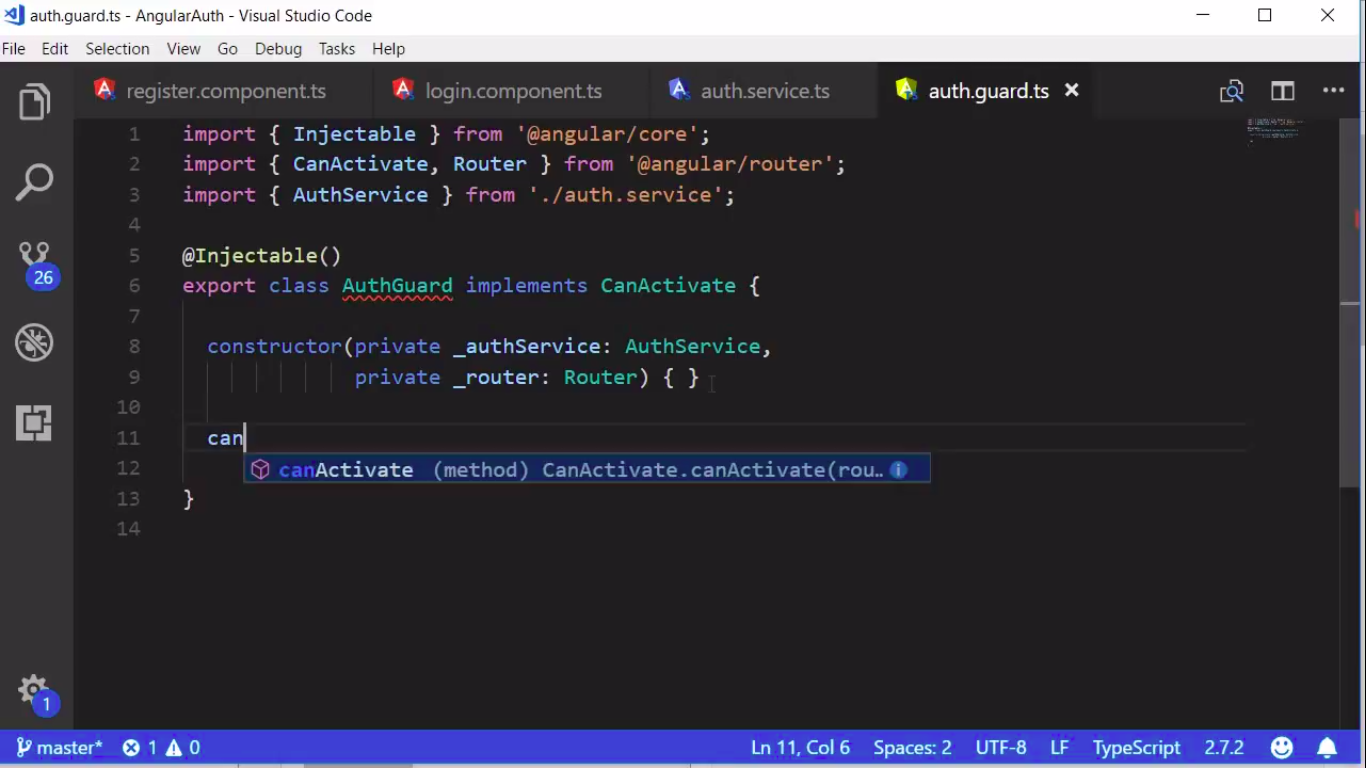 auth.guard.ts - AngularAuth - Visual Studio Code
File Edit Selection View Go Debug Tasks Help
register.component.ts login.component.ts auth.service.ts auth.guard.ts
1 import { Injectable } from '@angular/core';
2 import { CanActivate, Router } from '@angular/router';
3 import { AuthService } from './auth.service';
4
5 @Injectable()
6 export class AuthGuard implements CanActivate {
7
8 constructor(private _authService: AuthService,
9 private _router: Router) { }
10
11 can
12 canActivate (method) CanActivate.canActivate(rou…
13 }
14
26
1
master* 1 0 Ln 11, Col 6 Spaces: 2 UTF-8 LF TypeScript 2.7.2